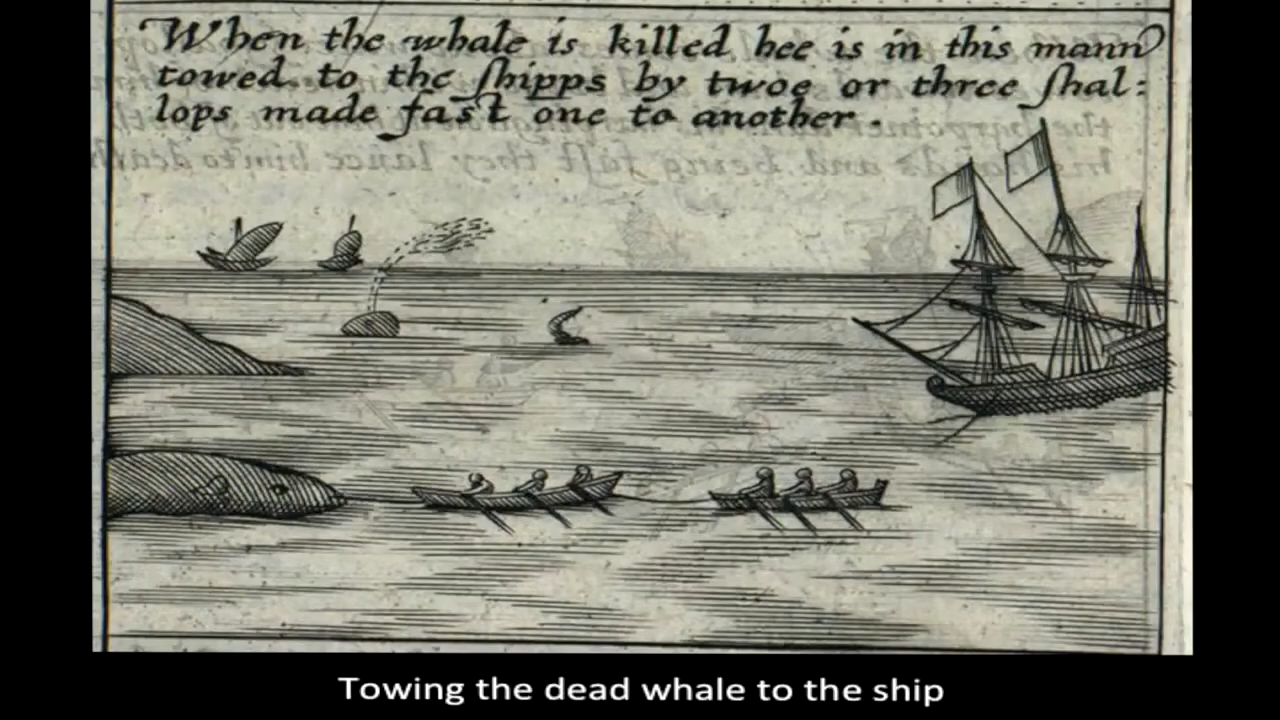 When the whale is killed hee is in this mann
towed to the ſhipps by twoe or three ſhal:
lops made faſt one to another.
Towing the dead whale to the ship